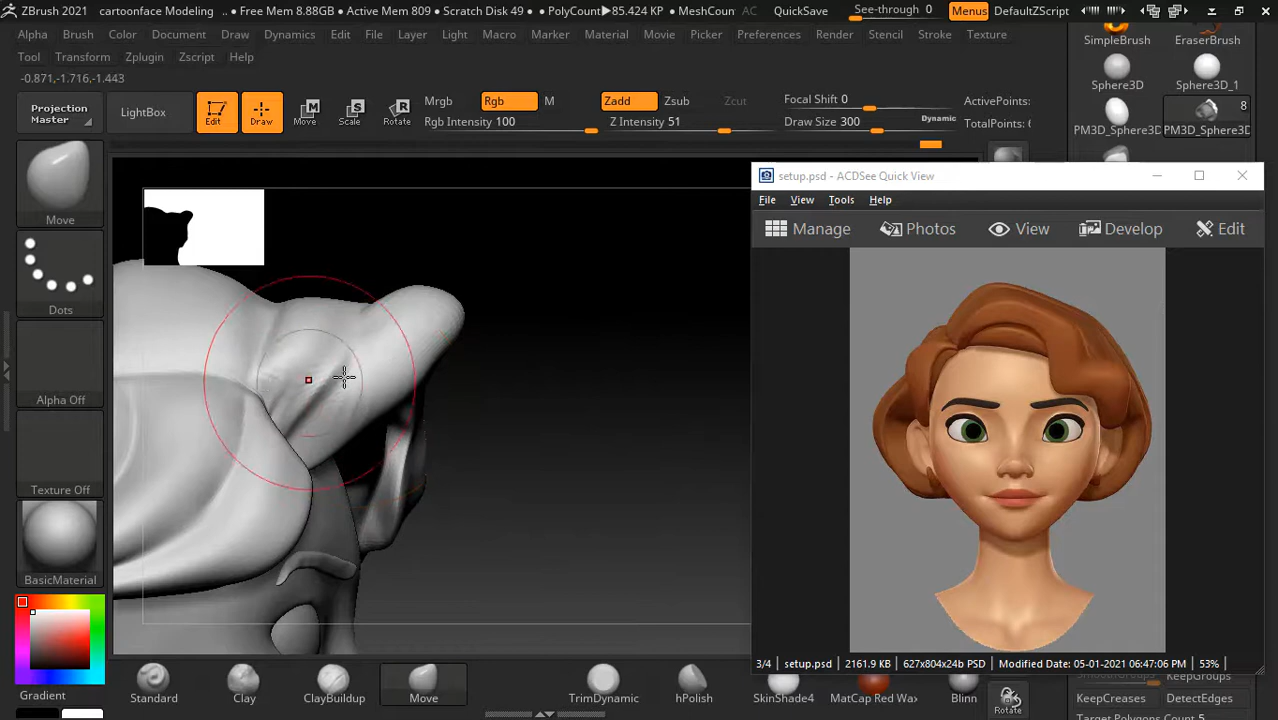 ZBrush 2021 cartoonface Modeling .. • Free Mem 8.88GB • Active Mem 809 • Scratch Disk 49 • PolyCount▶85.424 KP • MeshCoun AC QuickSave See-through 0 Menus DefaultZScript
Alpha Brush Color Document Draw Dynamics Edit File Layer Light Macro Marker Material Movie Picker Preferences Render Stencil Stroke Texture
SimpleBrush EraserBrush
Tool Transform Zplugin Zscript Help
-0.871,-1.716,-1.443
Sphere3D Sphere3D_1
Projection Master
LightBox
Edit Draw Move Scale Rotate
Mrgb Rgb M
Rgb Intensity 100
Zadd Zsub Zcut
Z Intensity 51
Focal Shift 0
Draw Size 300 Dynamic
ActivePoints:
TotalPoints: 6
8
PM3D_Sphere3D PM3D_Sphere3D
Move
Dots
Alpha Off
Texture Off
BasicMaterial
Gradient
setup.psd - ACDSee Quick View
File View Tools Help
Manage Photos View Develop Edit
3/4 setup.psd 2161.9 KB 627x804x24b PSD Modified Date: 05-01-2021 06:47:06 PM 53%
Standard Clay ClayBuildup Move TrimDynamic hPolish SkinShade4 MatCap Red Wax Blinn Rotate
KeepGroups
KeepCreases DetectEdges
Target Polygons Count 5